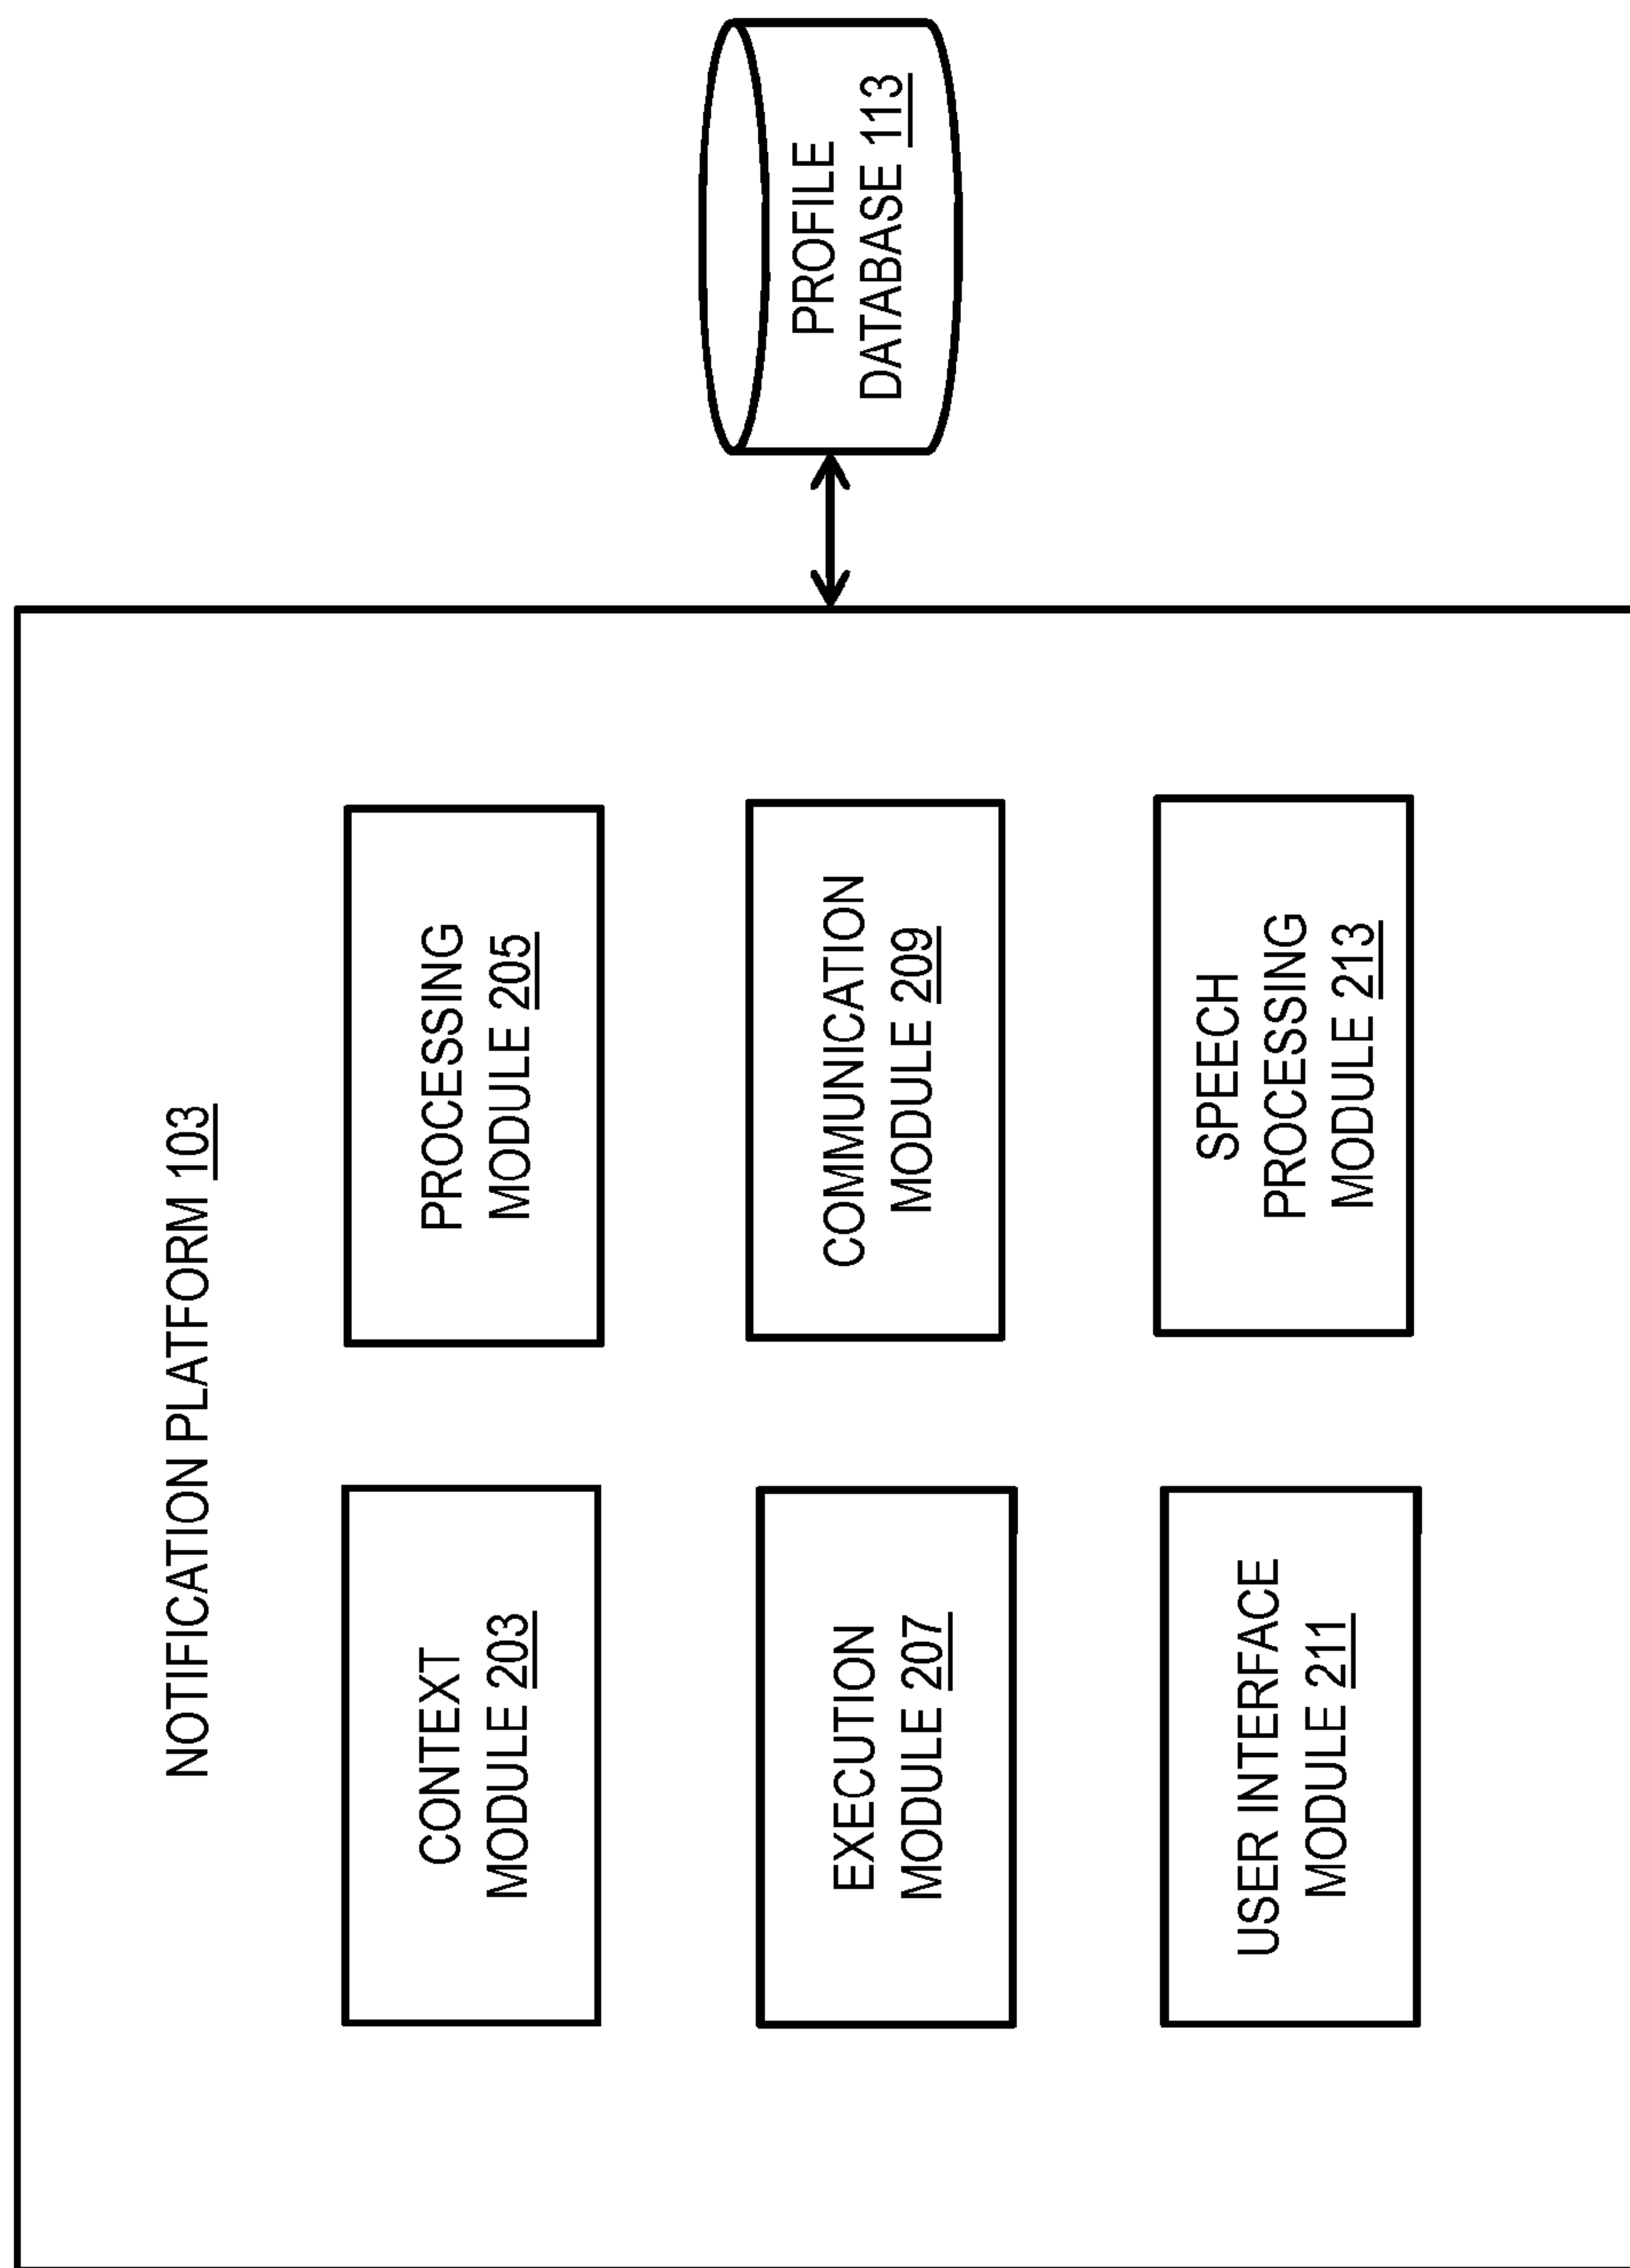 NOTIFICATION PLATFORM 103
CONTEXT
MODULE 203
PROCESSING
MODULE 205
EXECUTION
MODULE 207
COMMUNICATION
MODULE 209
USER INTERFACE
MODULE 211
SPEECH
PROCESSING
MODULE 213
PROFILE
DATABASE 113